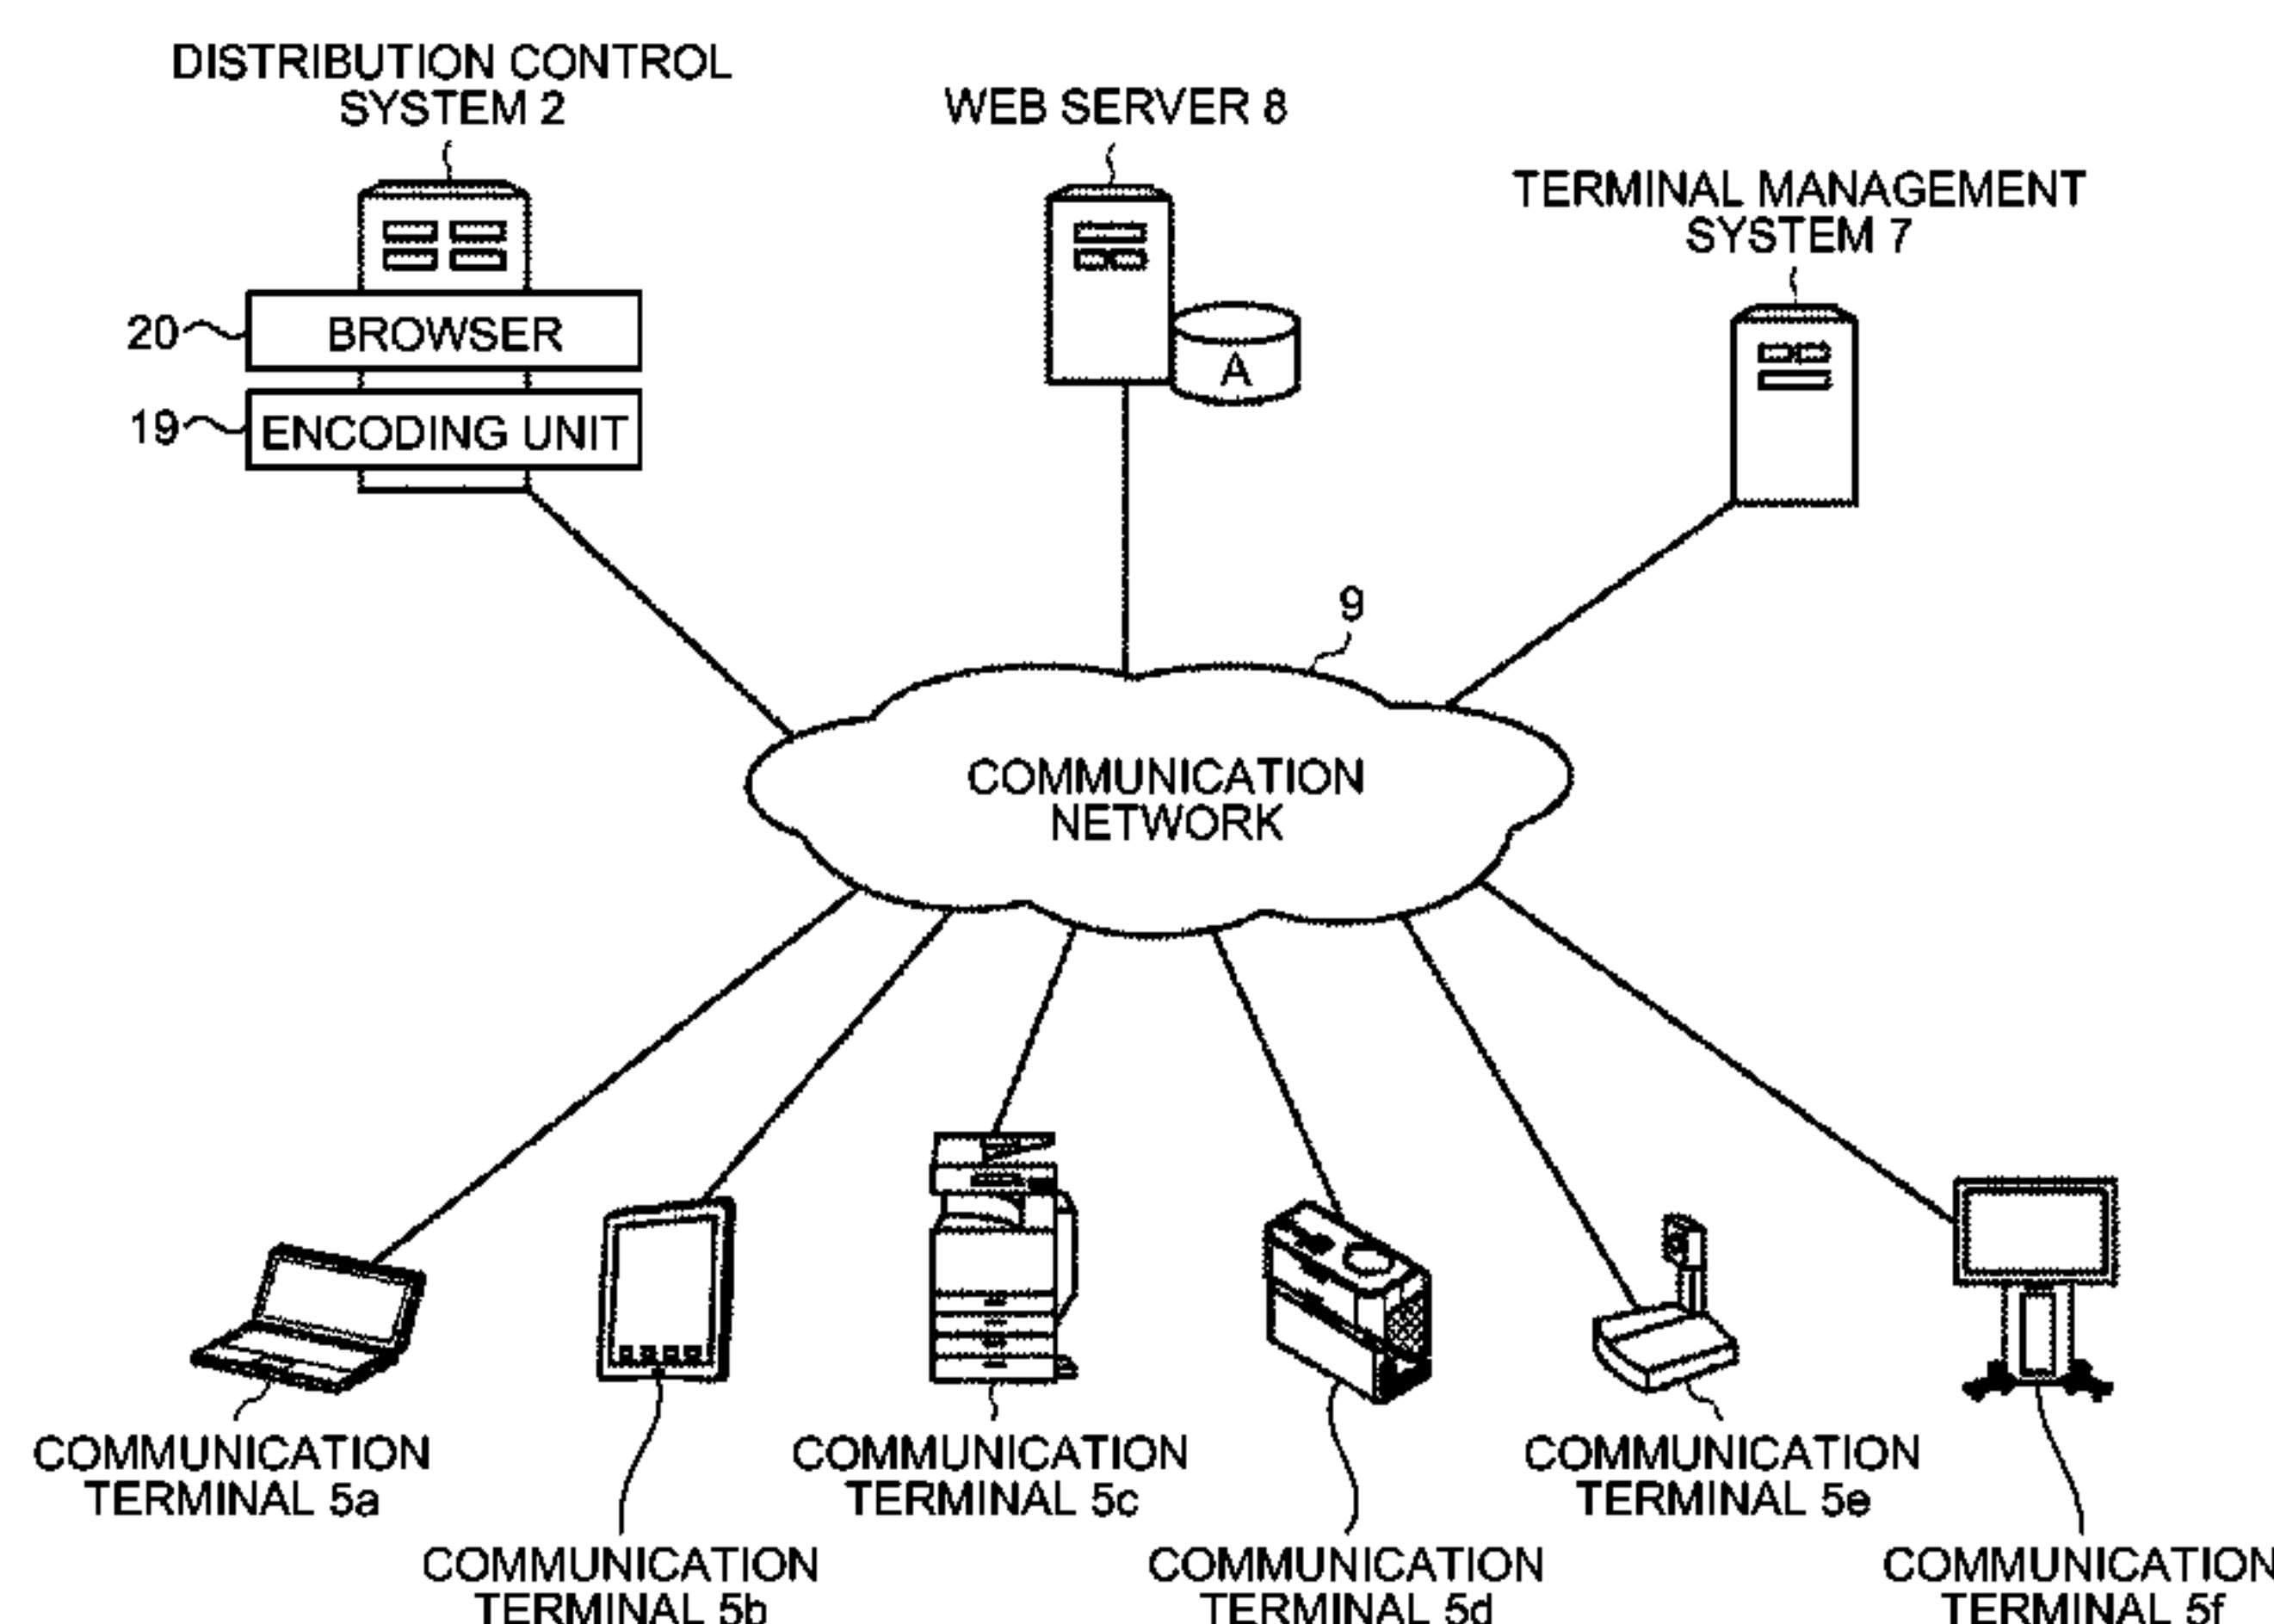 DISTRIBUTION CONTROL
SYSTEM 2
WEB SERVER 8
TERMINAL MANAGEMENT
SYSTEM 7
20
BROWSER
A
19
ENCODING UNIT
9
COMMUNICATION
NETWORK
COMMUNICATION
TERMINAL 5a
COMMUNICATION
TERMINAL 5b
COMMUNICATION
TERMINAL 5c
COMMUNICATION
TERMINAL 5d
COMMUNICATION
TERMINAL 5e
COMMUNICATION
TERMINAL 5f